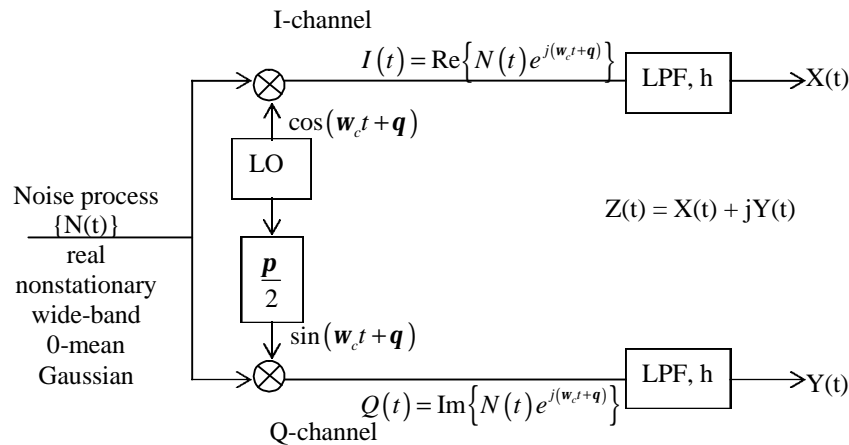 I-channel
I(t) = Re{N(t)e^{j(w_c t+q)}}
LPF, h
X(t)
cos(w_c t+q)
LO
Noise process
{N(t)}
real
nonstationary
wide-band
0-mean
Gaussian
Z(t) = X(t) + jY(t)
p
2
sin(w_c t+q)
LPF, h
Y(t)
Q(t) = Im{N(t)e^{j(w_c t+q)}}
Q-channel